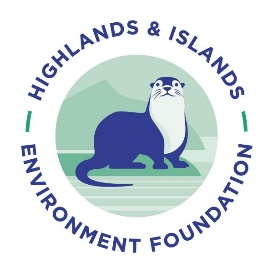 HIGHLANDS & ISLANDS
ENVIRONMENT FOUNDATION